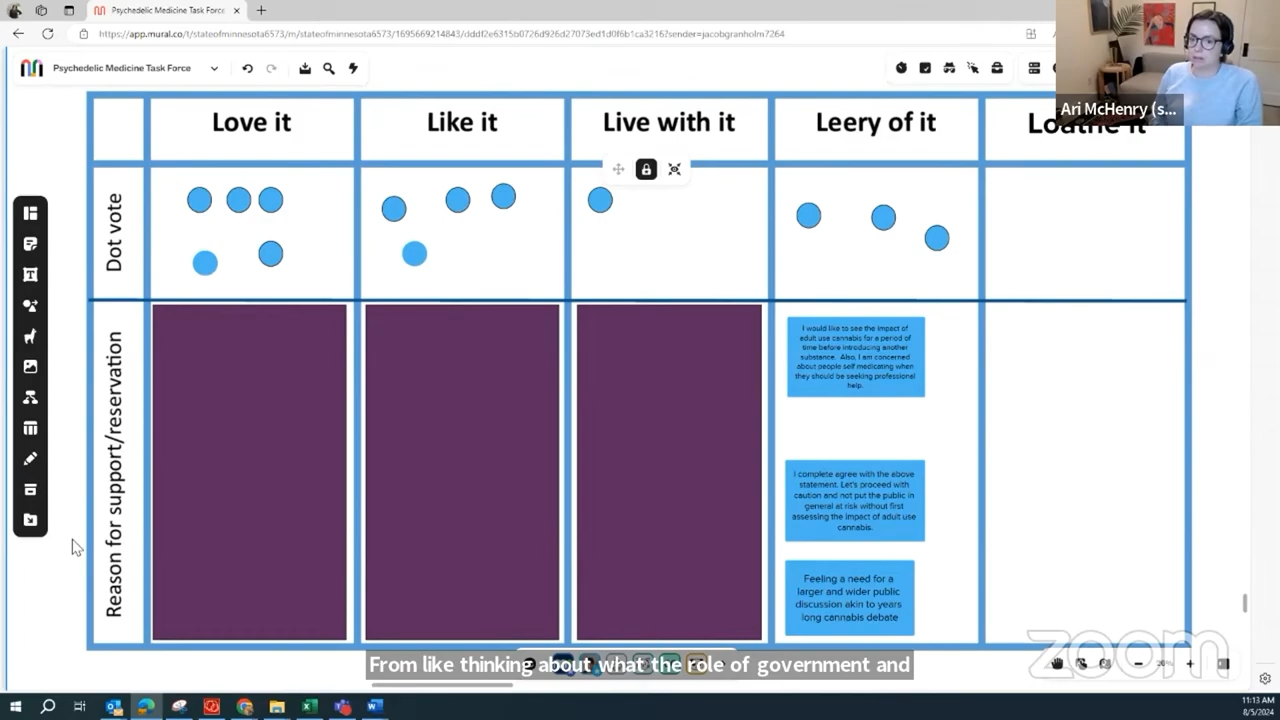 Psychedelic Medicine Task Force
https://app.mural.co/t/stateofminnesota6573/m/stateofminnesota6573/1695669214843/dddf2e6315b0726d926d27073ed1d0f6b1ca3216?sender=jacobgranholm7264
Psychedelic Medicine Task Force
Ari McHenry (s...
Love it
Like it
Live with it
Leery of it
Loathe it
Dot vote
Reason for support/reservation
I would like to see the impact of
adult use cannabis for a period of
time before introducing another
substance. Also, I am concerned
about people self medicating when
they should be seeking professional
help.
I complete agree with the above
statement. Let's proceed with
caution and not put the public in
general at risk without first
assessing the impact of adult use
cannabis.
Feeling a need for a
larger and wider public
discussion akin to years
long cannabis debate
From like thinking about what the role of government and
zoom
11:13 AM
8/5/2024